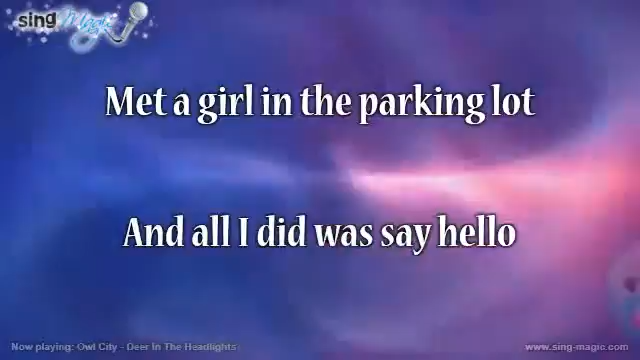 sing Magic
Met a girl in the parking lot
And all I did was say hello
Now playing: Owl City - Deer In The Headlights
www.sing-magic.com